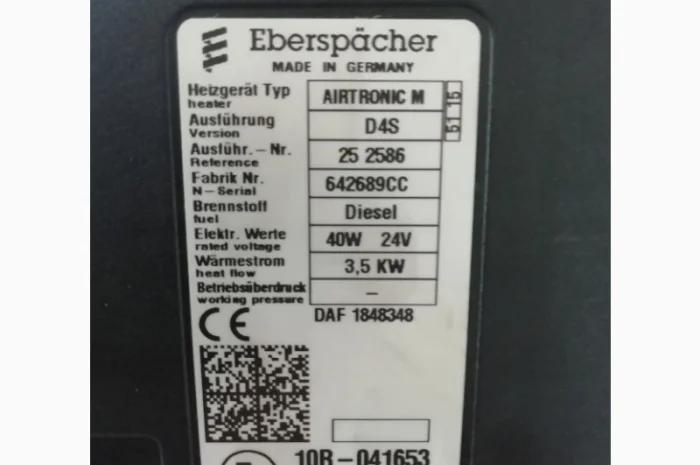 Eberspächer
MADE IN GERMANY
Heizgerät Typ AIRTRONIC M
heater
51 15
Ausführung D4S
Version
Ausführ.-Nr. 25 2586
Reference
Fabrik Nr. 642689CC
N-Serial
Brennstoff Diesel
fuel
Elektr. Werte 40W 24V
rated voltage
Wärmestrom 3,5 KW
heat flow
Betriebsüberdruck –
working pressure
DAF 1848348
CE
10R-041653